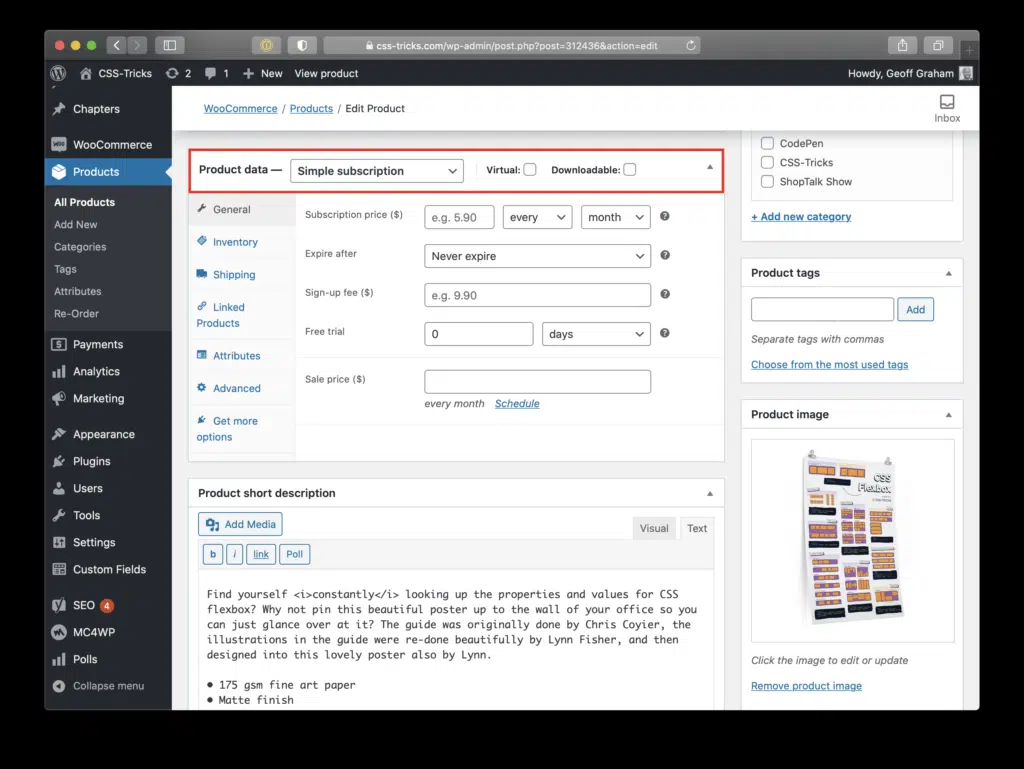 css-tricks.com/wp-admin/post.php?post=312436&action=edit
CSS-Tricks 2 1 New View product
Howdy, Geoff Graham
Chapters
WooCommerce
Products
All Products
Add New
Categories
Tags
Attributes
Re-Order
Payments
Analytics
Marketing
Appearance
Plugins
Users
Tools
Settings
Custom Fields
SEO 4
MC4WP
Polls
Collapse menu
WooCommerce / Products / Edit Product
Inbox
Product data — Simple subscription Virtual: Downloadable:
General
Inventory
Shipping
Linked
Products
Attributes
Advanced
Get more
options
Subscription price ($) e.g. 5.90 every month
Expire after Never expire
Sign-up fee ($) e.g. 9.90
Free trial 0 days
Sale price ($)
every month Schedule
Product short description
Add Media
Visual Text
b i link Poll
Find yourself <i>constantly</i> looking up the properties and values for CSS
flexbox? Why not pin this beautiful poster up to the wall of your office so you
can just glance over at it? The guide was originally done by Chris Coyier, the
illustrations in the guide were re-done beautifully by Lynn Fisher, and then
designed into this lovely poster also by Lynn.
● 175 gsm fine art paper
● Matte finish
CodePen
CSS-Tricks
ShopTalk Show
+ Add new category
Product tags
Add
Separate tags with commas
Choose from the most used tags
Product image
CSS
Flexbox
Click the image to edit or update
Remove product image